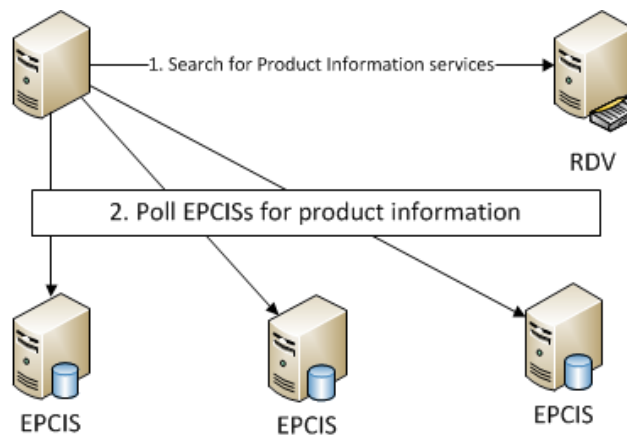 1. Search for Product Information services
RDV
2. Poll EPCISs for product information
EPCIS
EPCIS
EPCIS